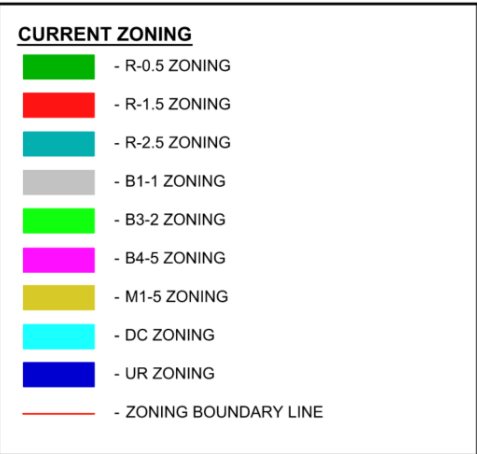 CURRENT ZONING
- R-0.5 ZONING
- R-1.5 ZONING
- R-2.5 ZONING
- B1-1 ZONING
- B3-2 ZONING
- B4-5 ZONING
- M1-5 ZONING
- DC ZONING
- UR ZONING
- ZONING BOUNDARY LINE